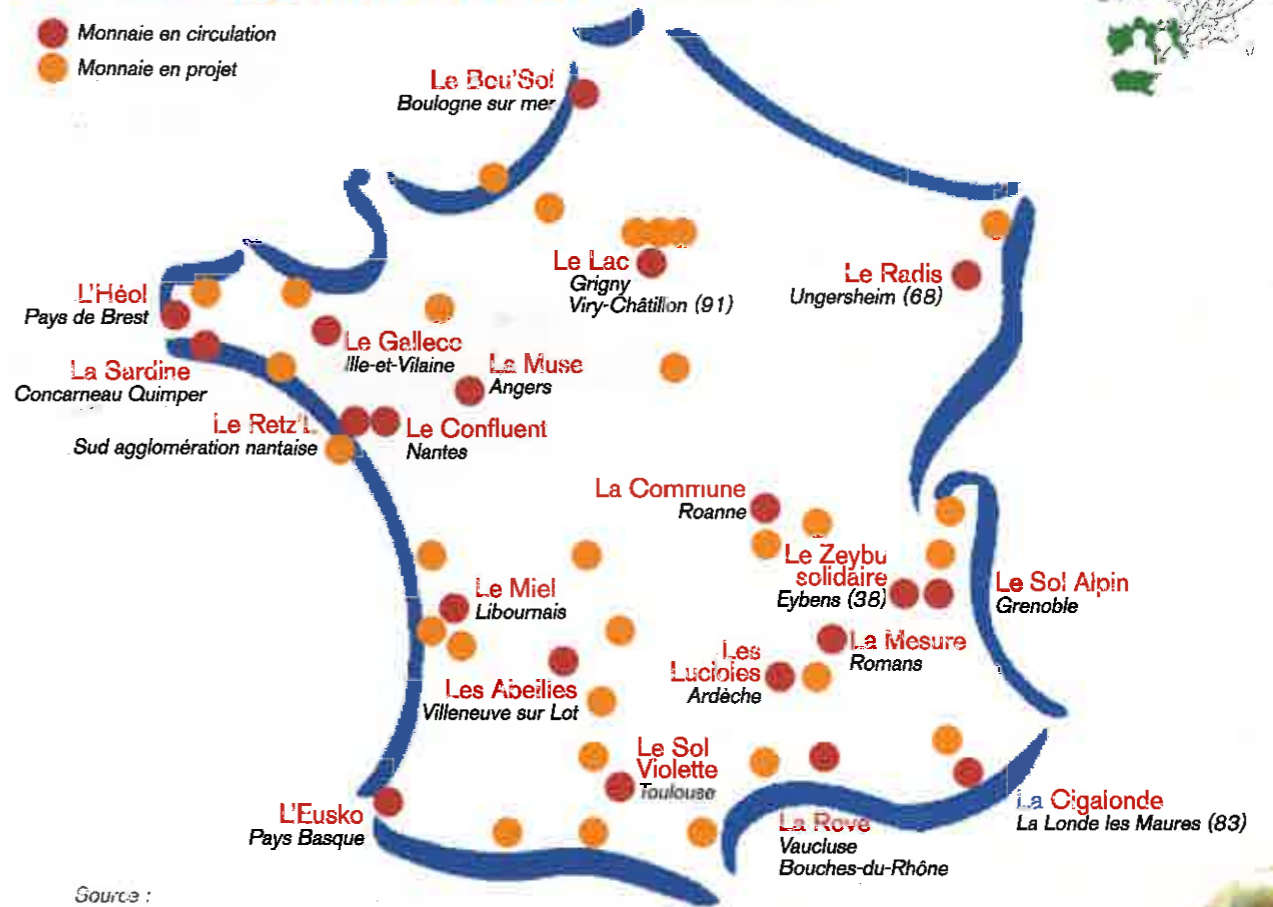 Monnaie en circulation
Monnaie en projet
Le Bou'Sol
Boulogne sur mer
Le Lac
Grigny
Viry-Châtillon (91)
Le Radis
Ungersheim (68)
L'Héol
Pays de Brest
Le Galleco
Ille-et-Vilaine
La Muse
Angers
La Sardine
Concarneau Quimper
Le Retz'L
Sud agglomération nantaise
Le Confluent
Nantes
La Commune
Roanne
Le Zeybu
solidaire
Eybens (38)
Le Sol Alpin
Grenoble
Le Miel
Libournais
La Mesure
Romans
Les
Lucioles
Ardèche
Les Abeilles
Villeneuve sur Lot
Le Sol
Violette
Toulouse
L'Eusko
Pays Basque
La Roue
Vaucluse
Bouches-du-Rhône
La Cigalonde
La Londe les Maures (83)
Source :